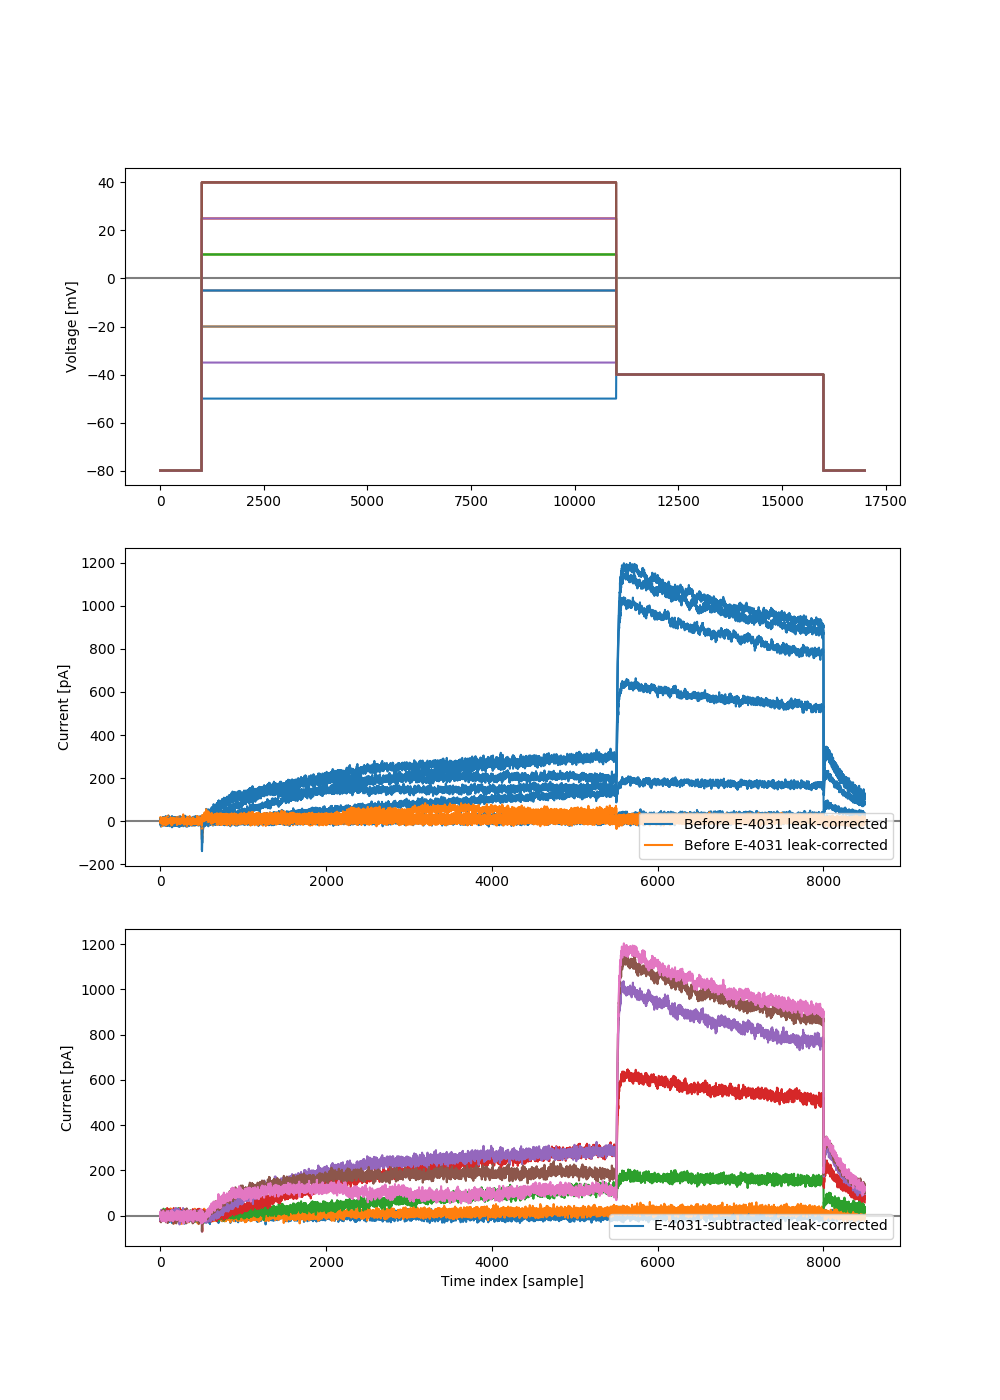 40
20
0
−20
−40
−60
−80
Voltage [mV]
0 2500 5000 7500 10000 12500 15000 17500
1200
1000
800
600
400
200
0
−200
Current [pA]
Before E-4031 leak-corrected
Before E-4031 leak-corrected
0 2000 4000 6000 8000
1200
1000
800
600
400
200
0
Current [pA]
E-4031-subtracted leak-corrected
0 2000 4000 6000 8000
Time index [sample]